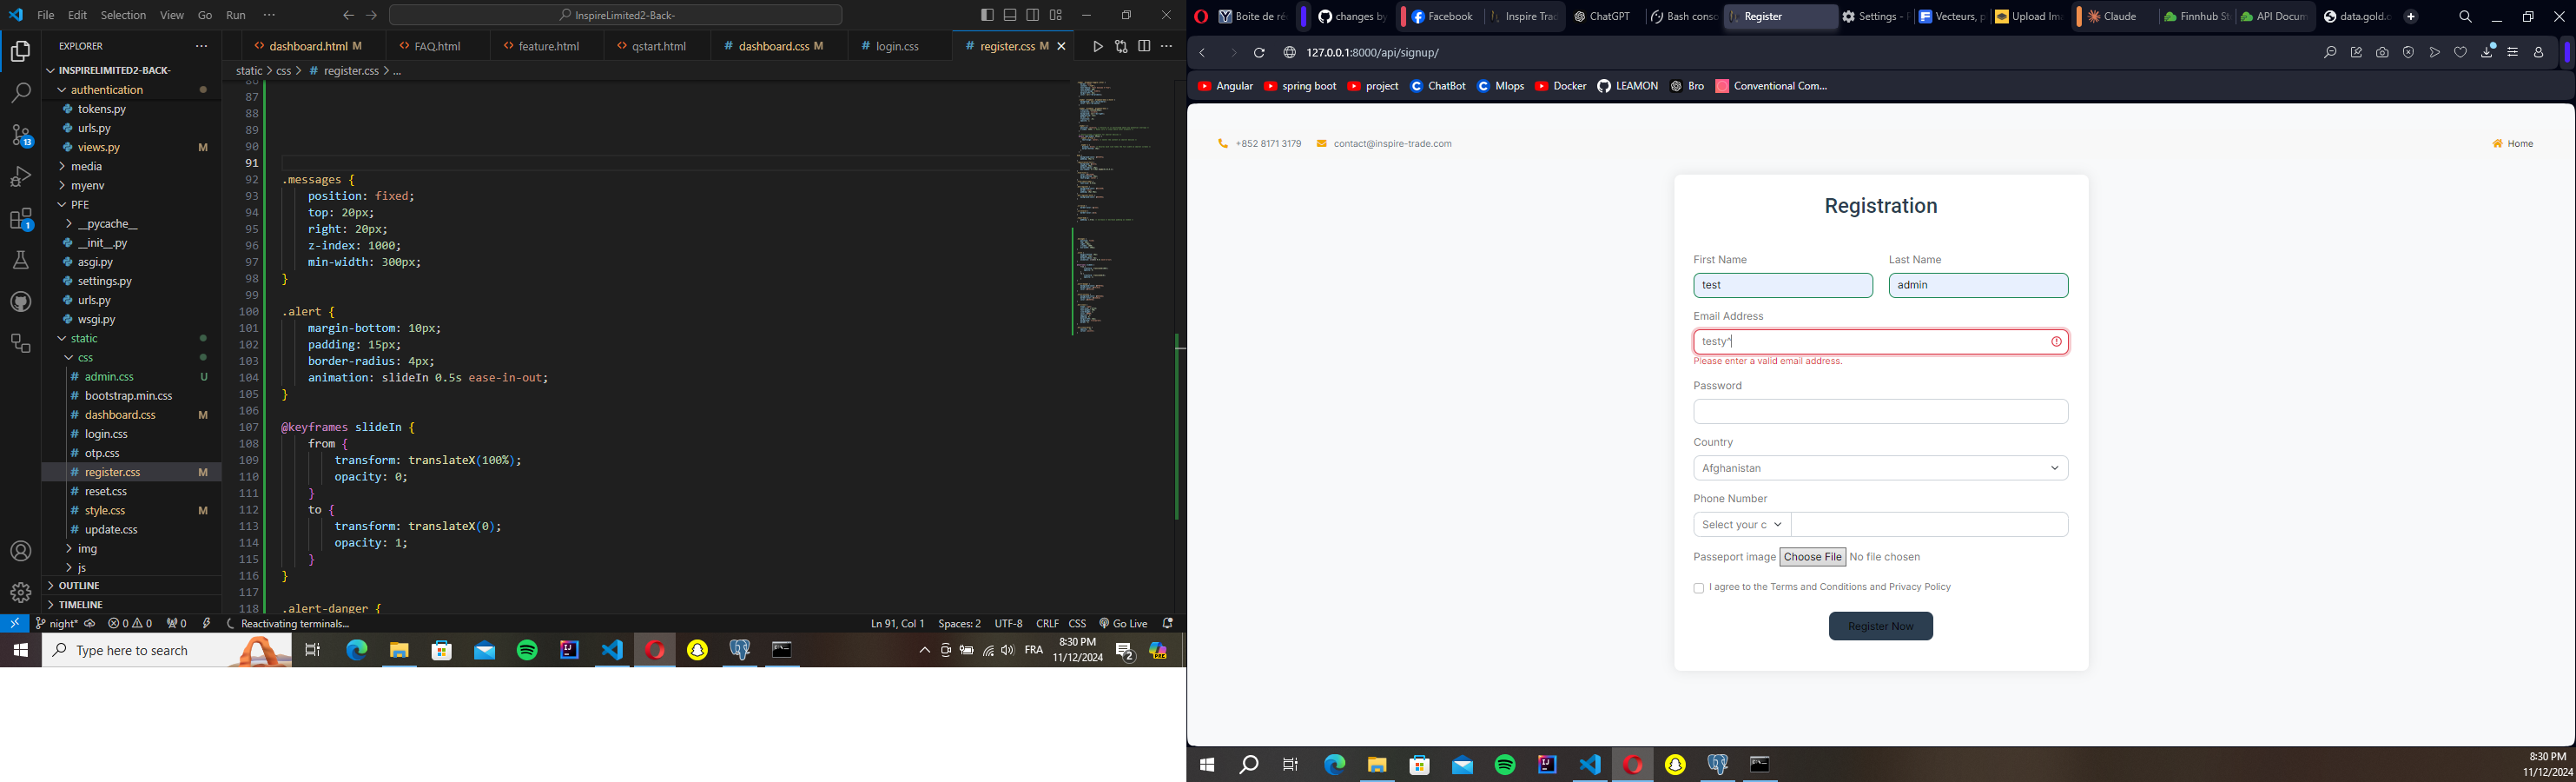 File Edit Selection View Go Run ··· InspireLimited2-Back-
EXPLORER ···
INSPIRELIMITED2-BACK-
authentication
tokens.py
urls.py
views.py M
media
myenv
PFE
__pycache__
__init__.py
asgi.py
settings.py
urls.py
wsgi.py
static
css
admin.css U
bootstrap.min.css
dashboard.css M
login.css
otp.css
register.css M
reset.css
style.css M
update.css
img
js
OUTLINE
TIMELINE
13
1
dashboard.html M FAQ.html feature.html qstart.html dashboard.css M login.css register.css M
static > css > # register.css > ...
86
87
88
89
90
91
92 .messages {
93 position: fixed;
94 top: 20px;
95 right: 20px;
96 z-index: 1000;
97 min-width: 300px;
98 }
99
100 .alert {
101 margin-bottom: 10px;
102 padding: 15px;
103 border-radius: 4px;
104 animation: slideIn 0.5s ease-in-out;
105 }
106
107 @keyframes slideIn {
108 from {
109 transform: translateX(100%);
110 opacity: 0;
111 }
112 to {
113 transform: translateX(0);
114 opacity: 1;
115 }
116 }
117
118 .alert-danger {
night* 0 0 0 Reactivating terminals... Ln 91, Col 1 Spaces: 2 UTF-8 CRLF CSS Go Live
Type here to search FRA 8:30 PM
11/12/2024 2
Boite de ré changes by Facebook Inspire Trad ChatGPT Bash conso Register Settings - F Vecteurs, p Upload Ima Claude Finnhub St API Docum data.gold.o
127.0.0.1:8000/api/signup/
Angular spring boot project ChatBot Mlops Docker LEAMON Bro Conventional Com...
+852 8171 3179 contact@inspire-trade.com Home
Registration
First Name Last Name
test admin
Email Address
testy^
Please enter a valid email address.
Password
Country
Afghanistan
Phone Number
Select your c
Passeport image Choose File No file chosen
I agree to the Terms and Conditions and Privacy Policy
Register Now
8:30 PM
11/12/2024